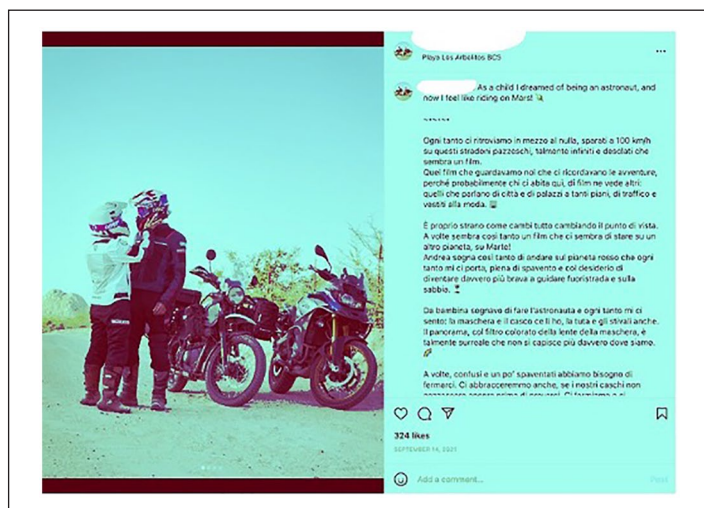 Playa Los Arbolitos BCS
As a child I dreamed of being an astronaut, and
now I feel like riding on Mars!
~~~~~~
Ogni tanto ci ritroviamo in mezzo al nulla, sparati a 100 km/h
su questi stradoni pazzeschi, talmente infiniti e desolati che
sembra un film.
Quei film che guardavamo noi che ci ricordavano le avventure,
perché probabilmente chi ci abita qui, di film ne vede altri:
quelli che parlano di città e di palazzi a tanti piani, di traffico e
vestiti alla moda.
È proprio strano come cambi tutto cambiando il punto di vista.
A volte sembra così tanto un film che ci sembra di stare su un
altro pianeta, su Marte!
Andrea sogna così tanto di andare sul pianeta rosso che ogni
tanto mi ci porta, piena di spavento e col desiderio di
diventare davvero più brava a guidare fuoristrada e sulla
sabbia.
Da bambina sognavo di fare l'astronauta e ogni tanto mi ci
sento: la maschera e il casco ce li ho, la tuta e gli stivali anche.
Il panorama, col filtro colorato della lente della maschera, è
talmente surreale che non si capisce più davvero dove siamo.
A volte, confusi e un po' spaventati abbiamo bisogno di
fermarci. Ci abbracceremmo anche, se i nostri caschi non
324 likes
SEPTEMBER 14, 2021
Add a comment...
Post